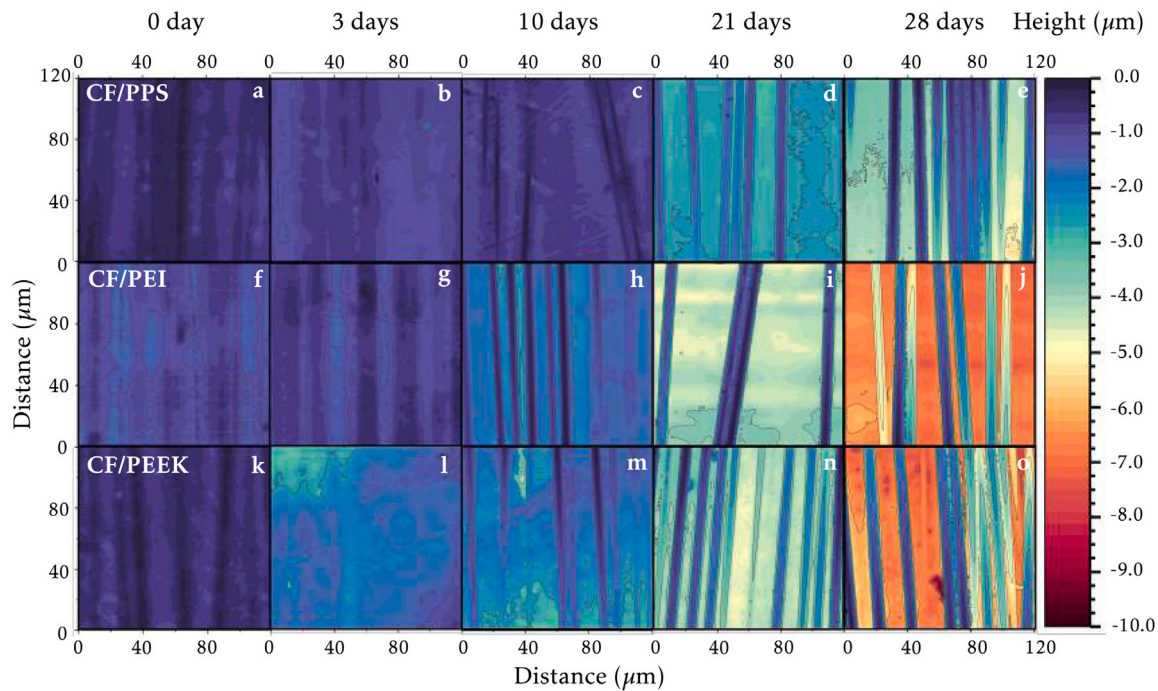 0 day 3 days 10 days 21 days 28 days Height (μm)
0 40 80 0 40 80 0 40 80 0 40 80 0 40 80 120
120 CF/PPS a b c d e 0.0
80 -1.0
40 -2.0
0 CF/PEI f g h i j -3.0
80 -4.0
40 -5.0
0 CF/PEEK k l m n o -6.0
80 -7.0
40 -8.0
0 -9.0
-10.0
Distance (μm)
0 40 80 0 40 80 0 40 80 0 40 80 0 40 80 120
Distance (μm)